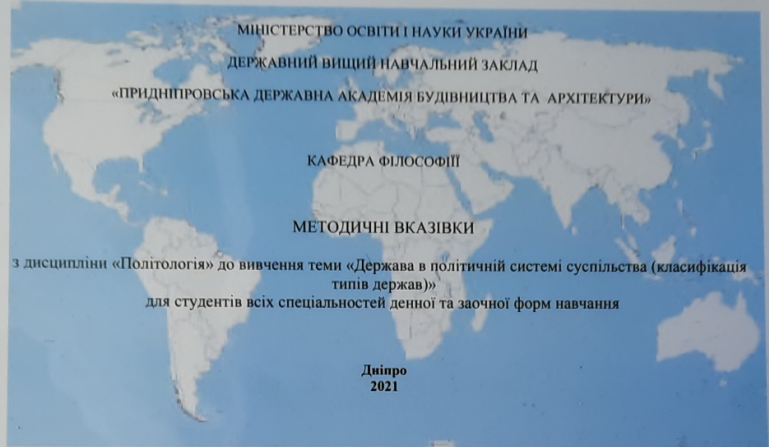 МІНІСТЕРСТВО ОСВІТИ І НАУКИ УКРАЇНИ
ДЕРЖАВНИЙ ВИЩИЙ НАВЧАЛЬНИЙ ЗАКЛАД
«ПРИДНІПРОВСЬКА ДЕРЖАВНА АКАДЕМІЯ БУДІВНИЦТВА ТА АРХІТЕКТУРИ»
КАФЕДРА ФІЛОСОФІЇЇ
МЕТОДИЧНІ ВКАЗІВКИ
з дисципліни «Політологія» до вивчення теми «Держава в політичній системі суспільства (класифікація
типів держав)»
для студентів всіх спеціальностей денної та заочної форм навчання
Дніпро
2021